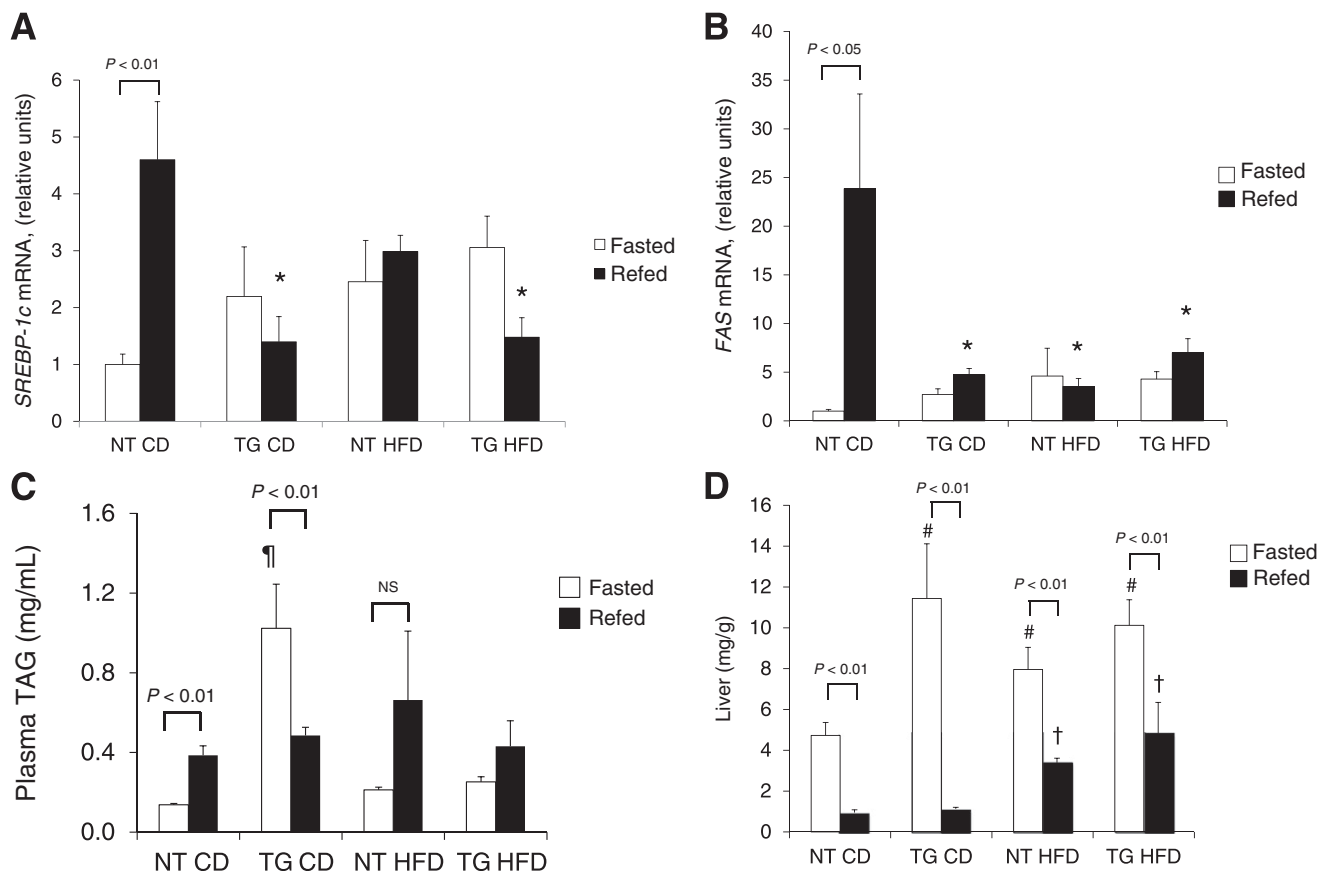 A
P < 0.01
SREBP-1c mRNA, (relative units)
6
5
4
3
2
1
0
*
*
NT CD
TG CD
NT HFD
TG HFD
Fasted
Refed
B
P < 0.05
FAS mRNA, (relative units)
40
35
30
25
20
15
10
5
0
*
*
*
NT CD
TG CD
NT HFD
TG HFD
Fasted
Refed
C
P < 0.01
¶
NS
P < 0.01
Plasma TAG (mg/mL)
1.6
1.2
0.8
0.4
0.0
NT CD
TG CD
NT HFD
TG HFD
Fasted
Refed
D
P < 0.01
#
P < 0.01
P < 0.01
#
#
P < 0.01
†
†
Liver (mg/g)
16
14
12
10
8
6
4
2
0
NT CD
TG CD
NT HFD
TG HFD
Fasted
Refed